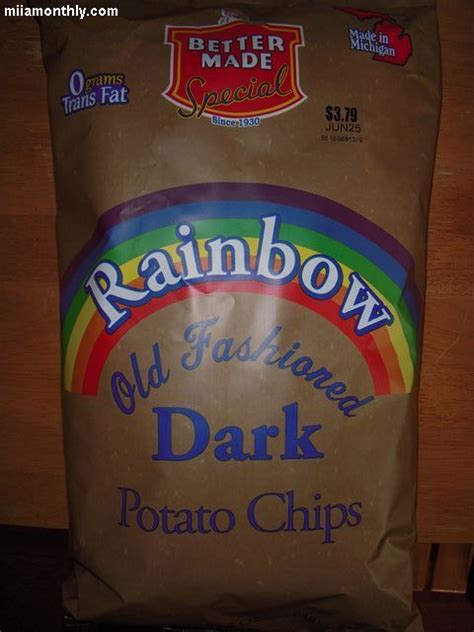 miiamonthly.com
BETTER
MADE
Special
Since 1930
Made in
Michigan
0 grams
Trans Fat
$3.79
JUN25
Rainbow
Old Fashioned
Dark
Potato Chips